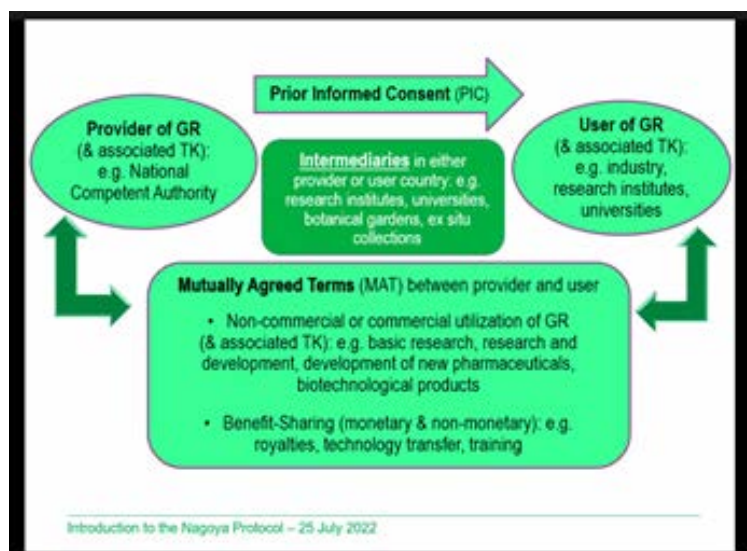 Prior Informed Consent (PIC)
Provider of GR
(& associated TK):
e.g. National
Competent Authority
Intermediaries in either
provider or user country: e.g.
research institutes, universities,
botanical gardens, ex situ
collections
User of GR
(& associated TK):
e.g. industry,
research institutes,
universities
Mutually Agreed Terms (MAT) between provider and user
• Non-commercial or commercial utilization of GR
(& associated TK): e.g. basic research, research and
development, development of new pharmaceuticals,
biotechnological products
• Benefit-Sharing (monetary & non-monetary): e.g.
royalties, technology transfer, training
Introduction to the Nagoya Protocol – 25 July 2022